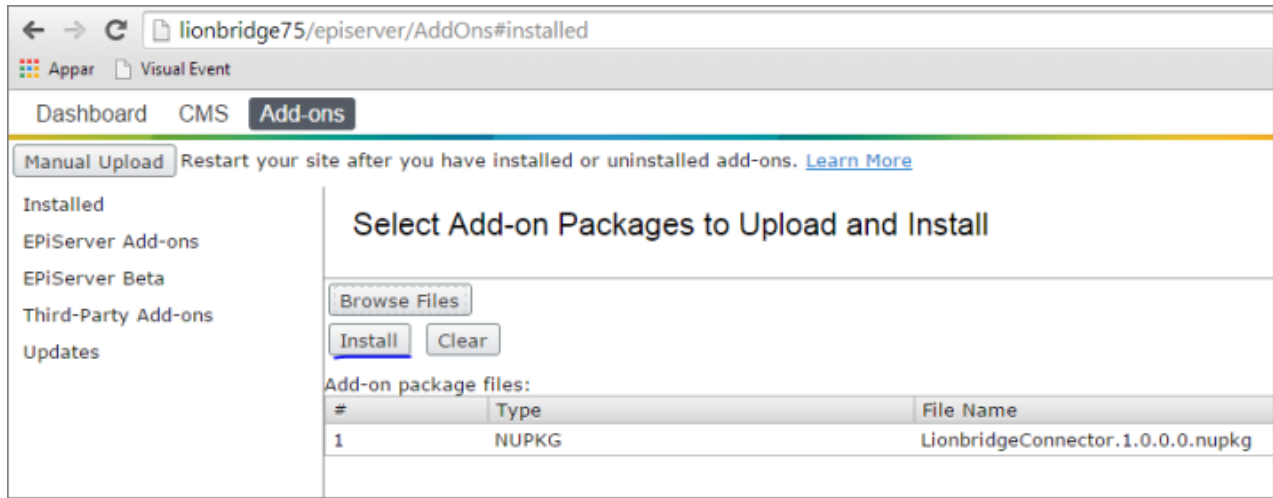 lionbridge75/episerver/AddOns#installed
Appar Visual Event
Dashboard CMS Add-ons
Manual Upload Restart your site after you have installed or uninstalled add-ons. Learn More
Installed
EPiServer Add-ons
EPiServer Beta
Third-Party Add-ons
Updates
Select Add-on Packages to Upload and Install
Browse Files
Install Clear
Add-on package files:
# Type File Name
1 NUPKG LionbridgeConnector.1.0.0.0.nupkg